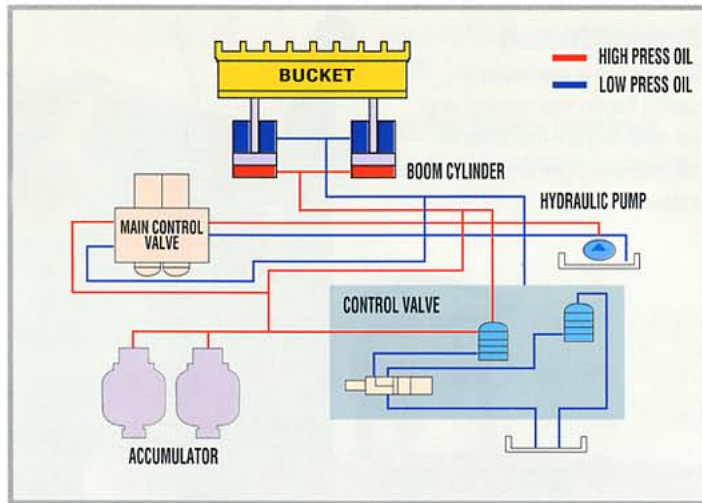 BUCKET
HIGH PRESS OIL
LOW PRESS OIL
BOOM CYLINDER
HYDRAULIC PUMP
MAIN CONTROL
VALVE
CONTROL VALVE
ACCUMULATOR